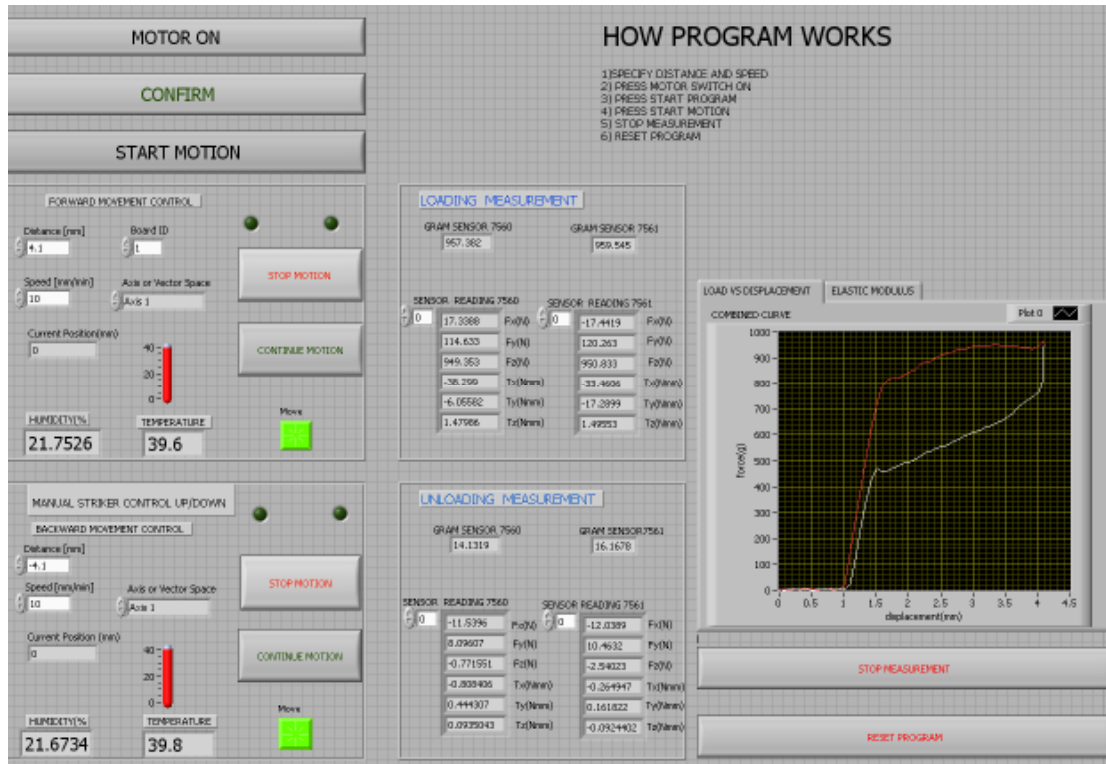 MOTOR ON
CONFIRM
START MOTION
HOW PROGRAM WORKS
1)SPECIFY DISTANCE AND SPEED
2) PRESS MOTOR SWITCH ON
3) PRESS START PROGRAM
4) PRESS START MOTION
5) STOP MEASUREMENT
6) RESET PROGRAM
FORWARD MOVEMENT CONTROL
Distance [mm] Board ID
4.1 1
Speed [mm/min] Axis or Vector Space
10 Axis 1
STOP MOTION
Current Position(mm)
0
40
20
0
CONTINUE MOTION
HUMIDITY(% TEMPERATURE
21.7526 39.6
Move
LOADING MEASUREMENT
GRAM SENSOR 7560 GRAM SENSOR 7561
957.382 959.545
SENSOR READING 7560 SENSOR READING 7561
0 17.3388 Fx(N) 0 -17.4419 Fx(N)
114.633 Fy(N) 120.263 Fy(N)
949.353 Fz(N) 950.833 Fz(N)
-38.299 Tx(Nmm) -33.4606 Tx(Nmm)
-6.05582 Ty(Nmm) -17.2899 Ty(Nmm)
1.47986 Tz(Nmm) 1.49553 Tz(Nmm)
LOAD VS DISPLACEMENT ELASTIC MODULUS
COMBINED CURVE Plot 0
force(g)
1000
900
800
700
600
500
400
300
200
100
0
0 0.5 1 1.5 2 2.5 3 3.5 4 4.5
displacement(mm)
MANUAL STRIKER CONTROL UP/DOWN
BACKWARD MOVEMENT CONTROL
Distance [mm]
-4.1
Speed [mm/min] Axis or Vector Space
10 Axis 1
STOP MOTION
Current Position (mm)
0
40
20
0
CONTINUE MOTION
HUMIDITY(% TEMPERATURE
21.6734 39.8
Move
UNLOADING MEASUREMENT
GRAM SENSOR 7560 GRAM SENSOR7561
14.1319 16.1678
SENSOR READING 7560 SENSOR READING 7561
0 -11.5396 Fx(N) 0 -12.0389 Fx(N)
8.09607 Fy(N) 10.4632 Fy(N)
-0.771551 Fz(N) -2.54023 Fz(N)
-0.808406 Tx(Nmm) -0.264947 Tx(Nmm)
0.444307 Ty(Nmm) 0.161822 Ty(Nmm)
0.0935043 Tz(Nmm) -0.0924402 Tz(Nmm)
STOP MEASUREMENT
RESET PROGRAM